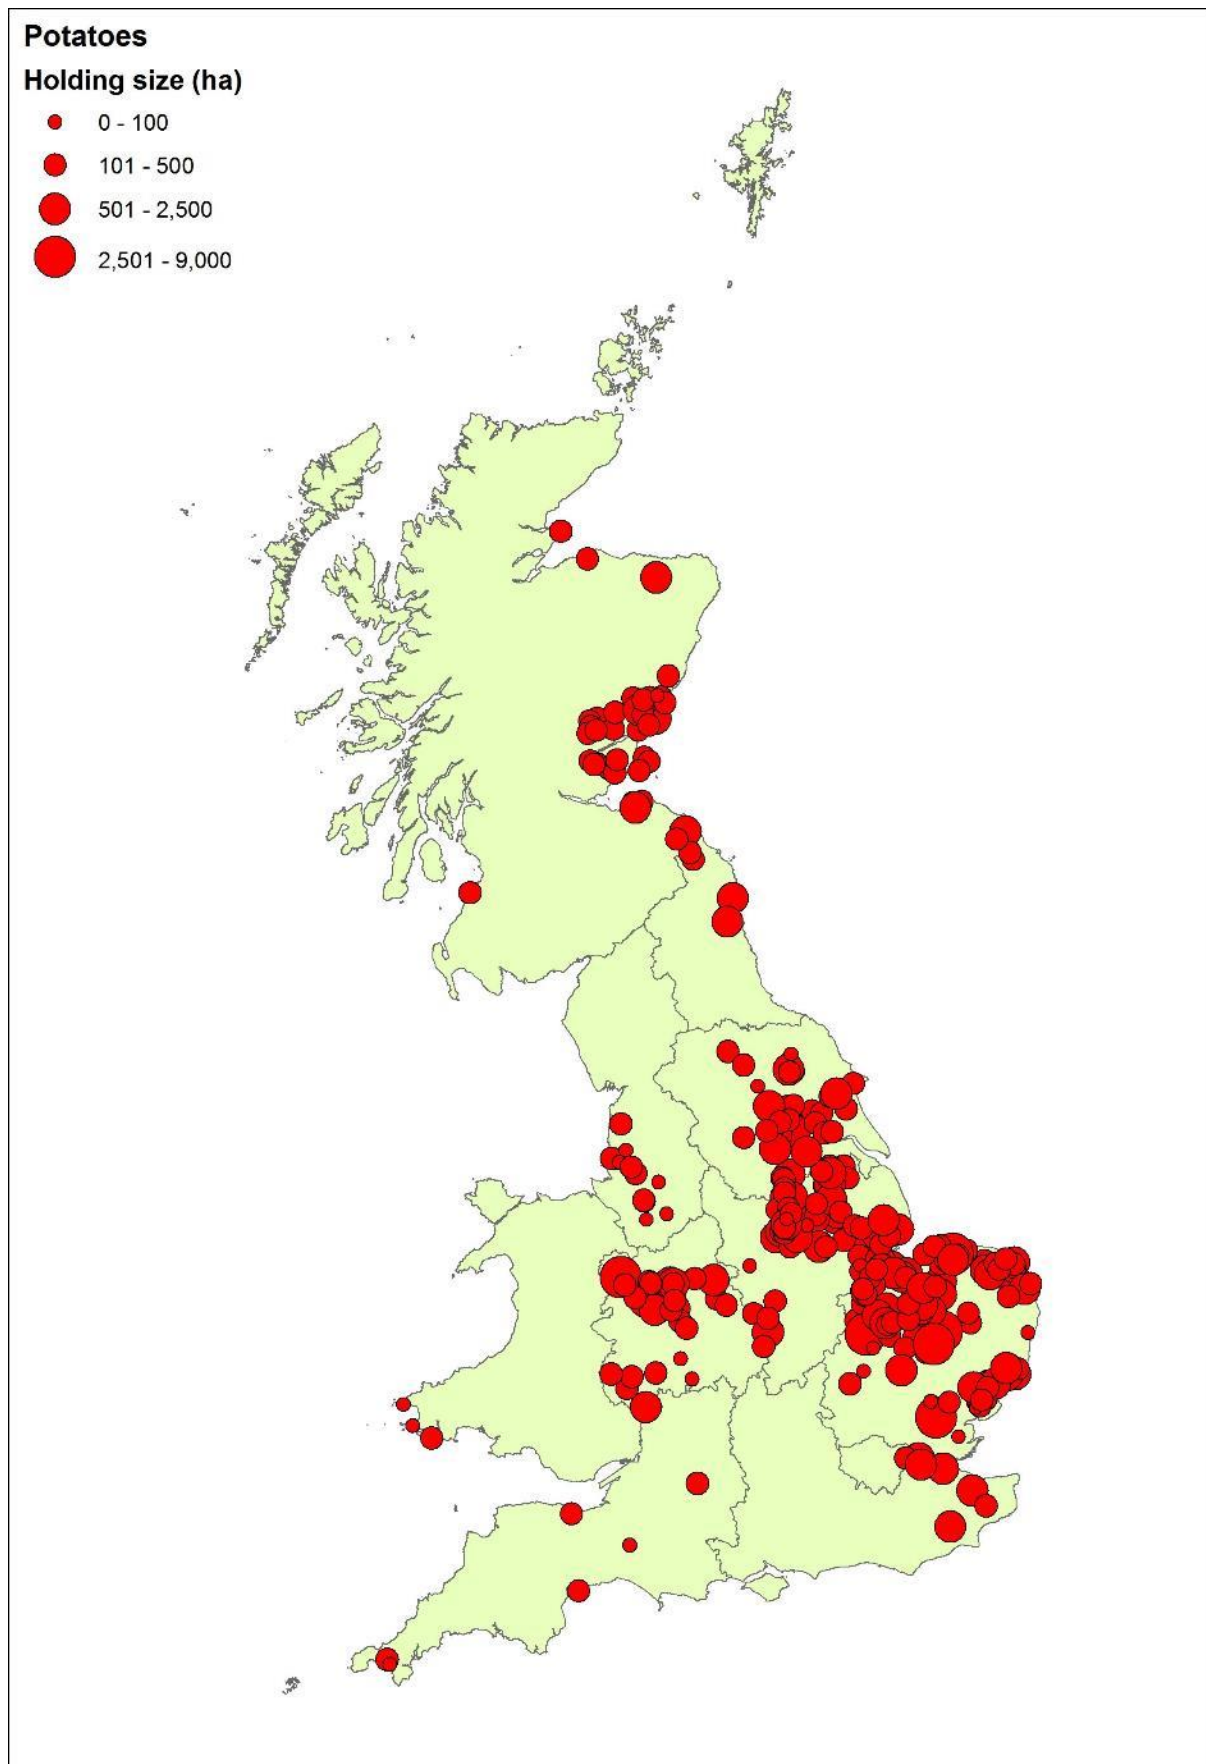 Potatoes
Holding size (ha)
0 - 100
101 - 500
501 - 2,500
2,501 - 9,000